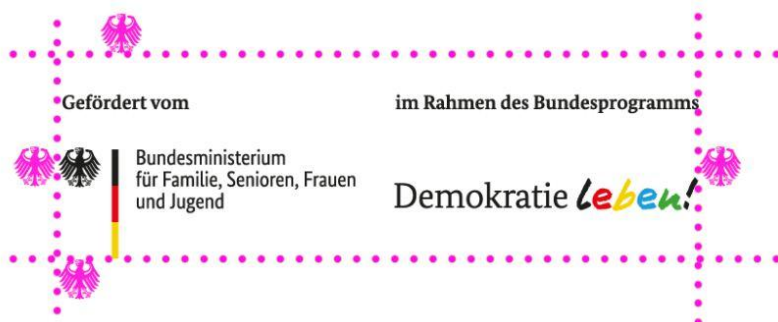 Gefördert vom
im Rahmen des Bundesprogramms
Bundesministerium
für Familie, Senioren, Frauen
und Jugend
Demokratie Leben!